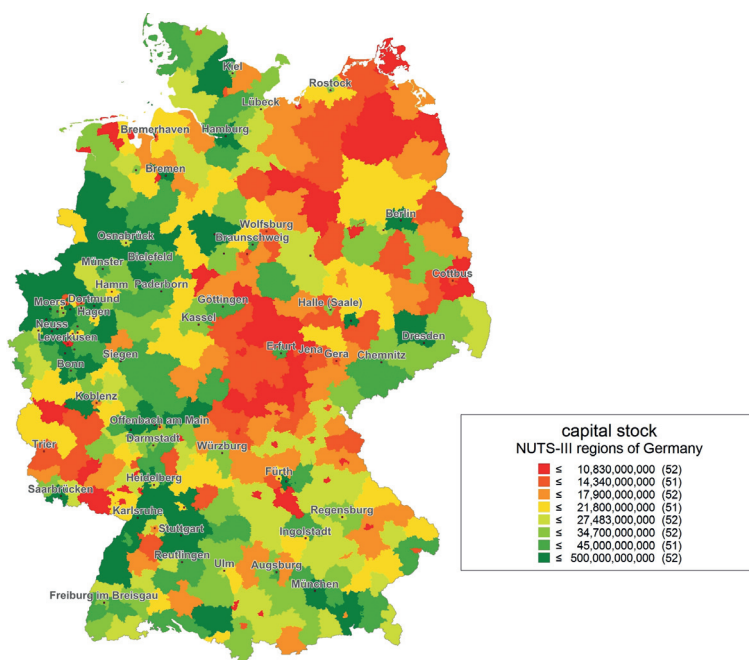 Kiel
Rostock
Lübeck
Bremerhaven
Hamburg
Bremen
Berlin
Wolfsburg
Osnabrück
Braunschweig
Münster
Bielefeld
Cottbus
Hamm
Paderborn
Göttingen
Halle (Saale)
Moers
Dortmund
Hagen
Kassel
Neuss
Leverkusen
Dresden
Erfurt
Jena
Gera
Siegen
Chemnitz
Bonn
Koblenz
Offenbach am Main
Trier
Darmstadt
Würzburg
Fürth
Heidelberg
Saarbrücken
Karlsruhe
Regensburg
Stuttgart
Ingolstadt
Reutlingen
Ulm
Augsburg
München
Freiburg im Breisgau
capital stock
NUTS-III regions of Germany
≤ 10,830,000,000 (52)
≤ 14,340,000,000 (51)
≤ 17,900,000,000 (52)
≤ 21,800,000,000 (51)
≤ 27,483,000,000 (52)
≤ 34,700,000,000 (52)
≤ 45,000,000,000 (51)
≤ 500,000,000,000 (52)